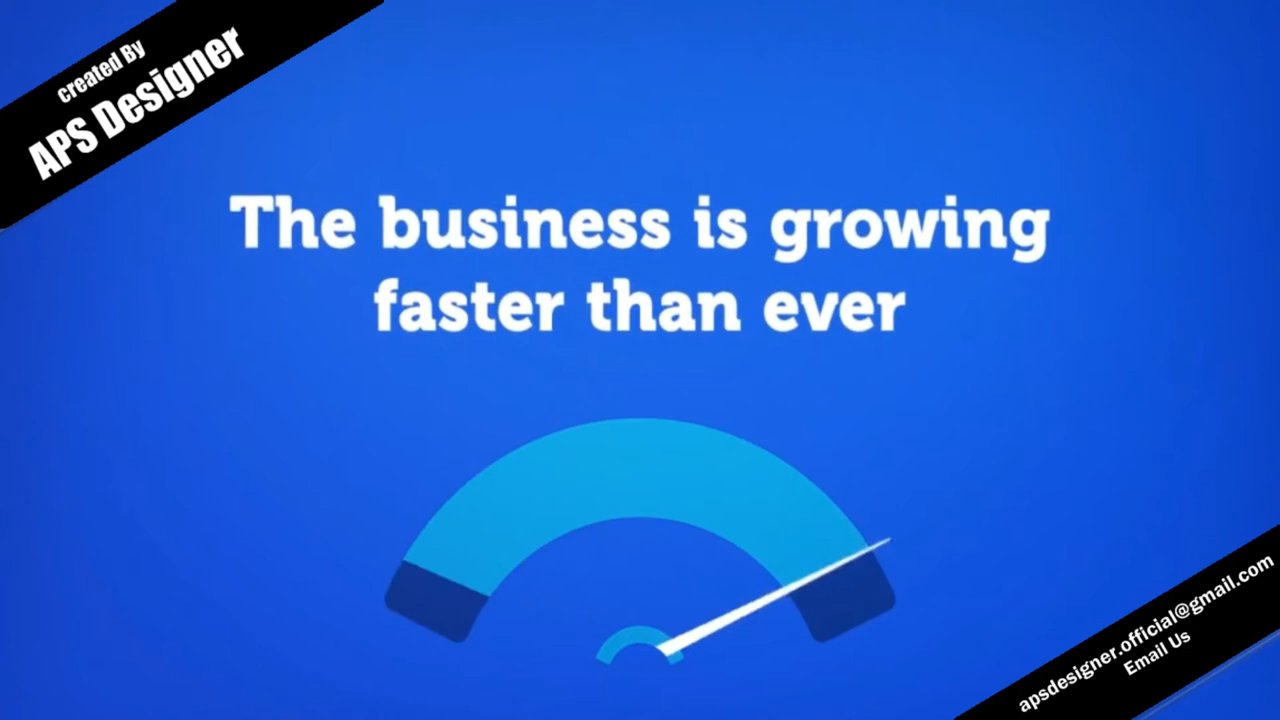 created By
APS Designer
The business is growing
faster than ever
apsdesigner.official@gmail.com
Email Us